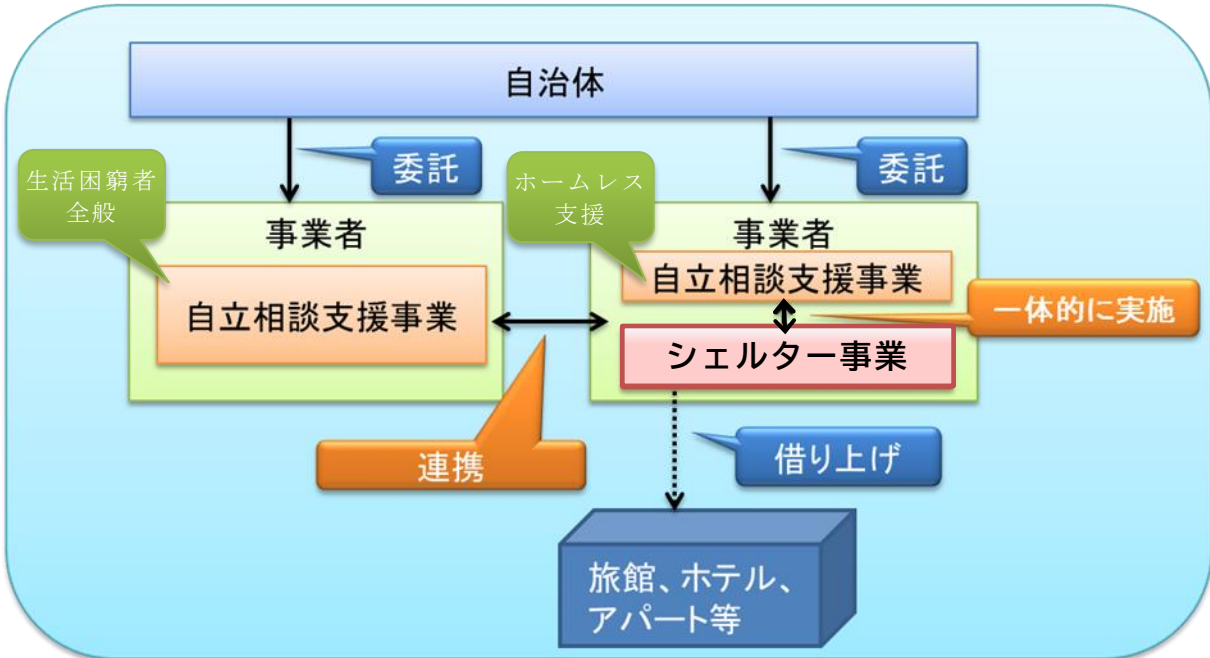 自治体
委託
委託
生活困窮者
全般
ホームレス
支援
事業者
事業者
自立相談支援事業
自立相談支援事業
一体的に実施
シェルター事業
連携
借り上げ
旅館、ホテル、
アパート等